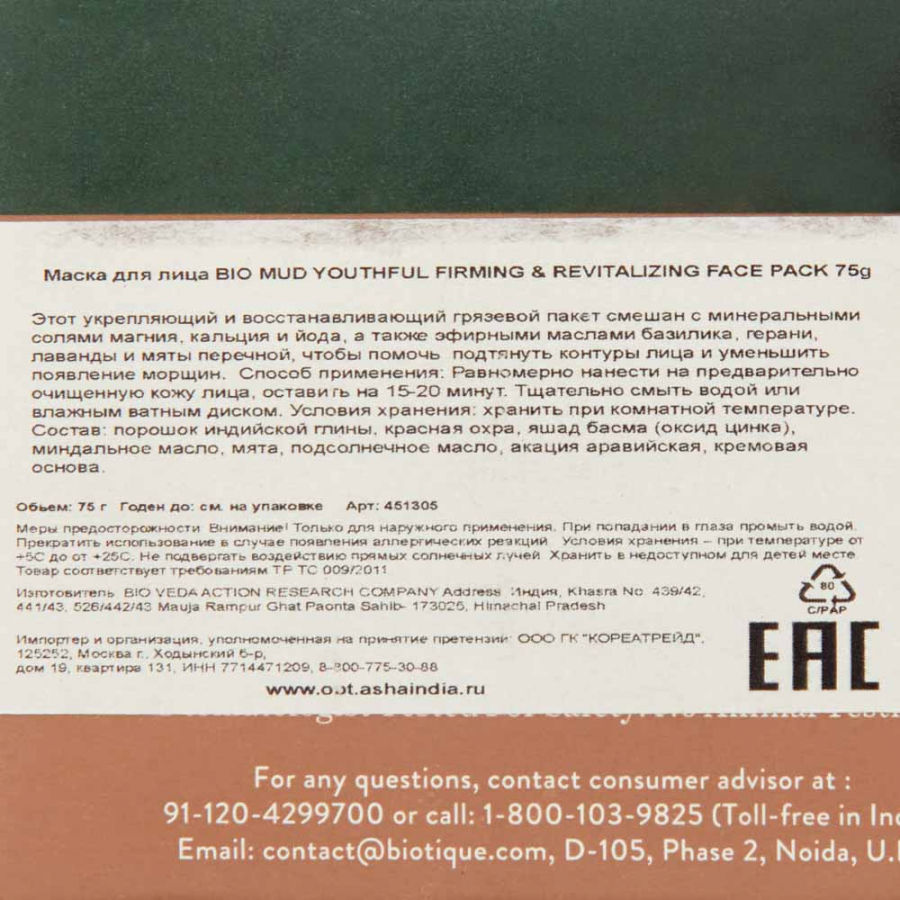 Маска для лица BIO MUD YOUTHFUL FIRMING & REVITALIZING FACE PACK 75g
Этот укрепляющий и восстанавливающий грязевой пакет смешан с минеральными
солями магния, кальция и йода, а также эфирными маслами базилика, герани,
лаванды и мяты перечной, чтобы помочь подтянуть контуры лица и уменьшить
появление морщин. Способ применения: Равномерно нанести на предварительно
очищенную кожу лица, оставить на 15-20 минут. Тщательно смыть водой или
влажным ватным диском. Условия хранения: хранить при комнатной температуре.
Состав: порошок индийской глины, красная охра, яшад басма (оксид цинка),
миндальное масло, мята, подсолнечное масло, акация аравийская, кремовая
основа.
Объем: 75 г Годен до: см. на упаковке Арт: 451305
Меры предосторожности Внимание! Только для наружного применения. При попадании в глаза промыть водой.
Прекратить использование в случае появления аллергических реакций. Условия хранения – при температуре от
+5С до от +25С. Не подвергать воздействию прямых солнечных лучей. Хранить в недоступном для детей месте.
Товар соответствует требованиям ТР ТС 009/2011
Изготовитель BIO VEDA ACTION RESEARCH COMPANY Address Индия, Khasra No 439/42,
441/43, 526/442/43 Mauja Rampur Ghat Paonta Sahib- 173025, Himachal Pradesh
80
C/PAP
EAC
Импортер и организация, уполномоченная на принятие претензии: ООО ГК "КОРЕАТРЕЙД",
125252, Москва г., Ходынский б-р,
дом 19, квартира 131, ИНН 7714471209, 8-800-775-30-88
www.opt.ashaindia.ru
For any questions, contact consumer advisor at :
91-120-4299700 or call: 1-800-103-9825 (Toll-free in
Email: contact@biotique.com, D-105, Phase 2, Noida,